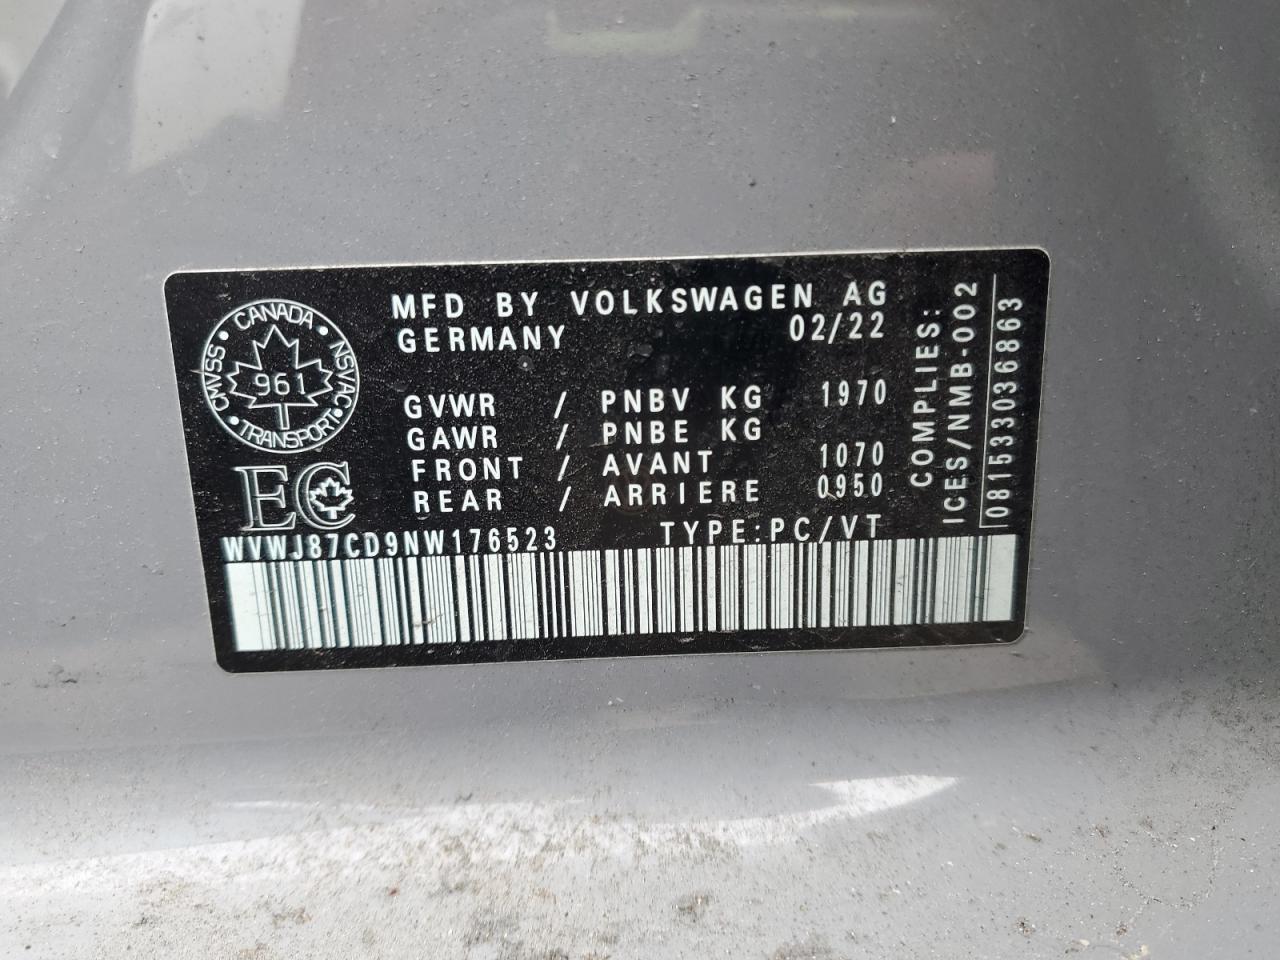 CANADA
CMVSS NSVAC
961
TRANSPORT
EC
MFD BY VOLKSWAGEN AG
GERMANY 02/22
GVWR / PNBV KG 1970
GAWR / PNBE KG
FRONT / AVANT 1070
REAR / ARRIERE 0950
WVWJ87CD9NW176523 TYPE:PC/VT
COMPLIES:
ICES/NMB-002
081533036863